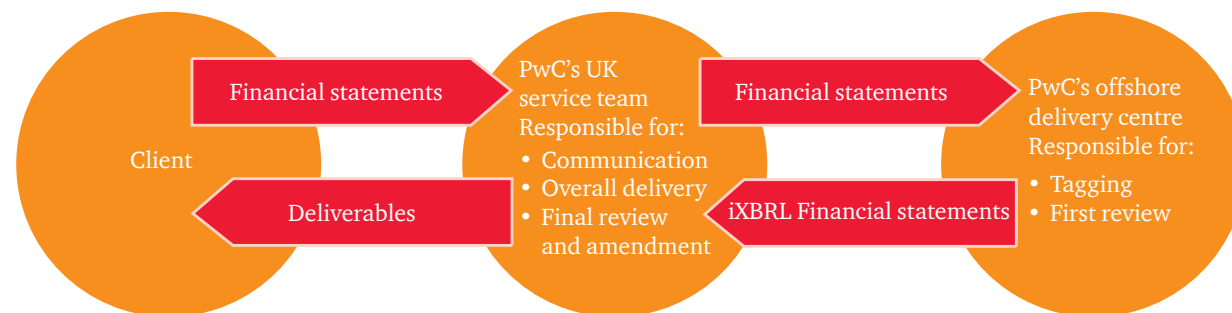 Client
Financial statements
Deliverables
PwC’s UK
service team
Responsible for:
• Communication
• Overall delivery
• Final review
and amendment
Financial statements
iXBRL Financial statements
PwC’s offshore
delivery centre
Responsible for:
• Tagging
• First review